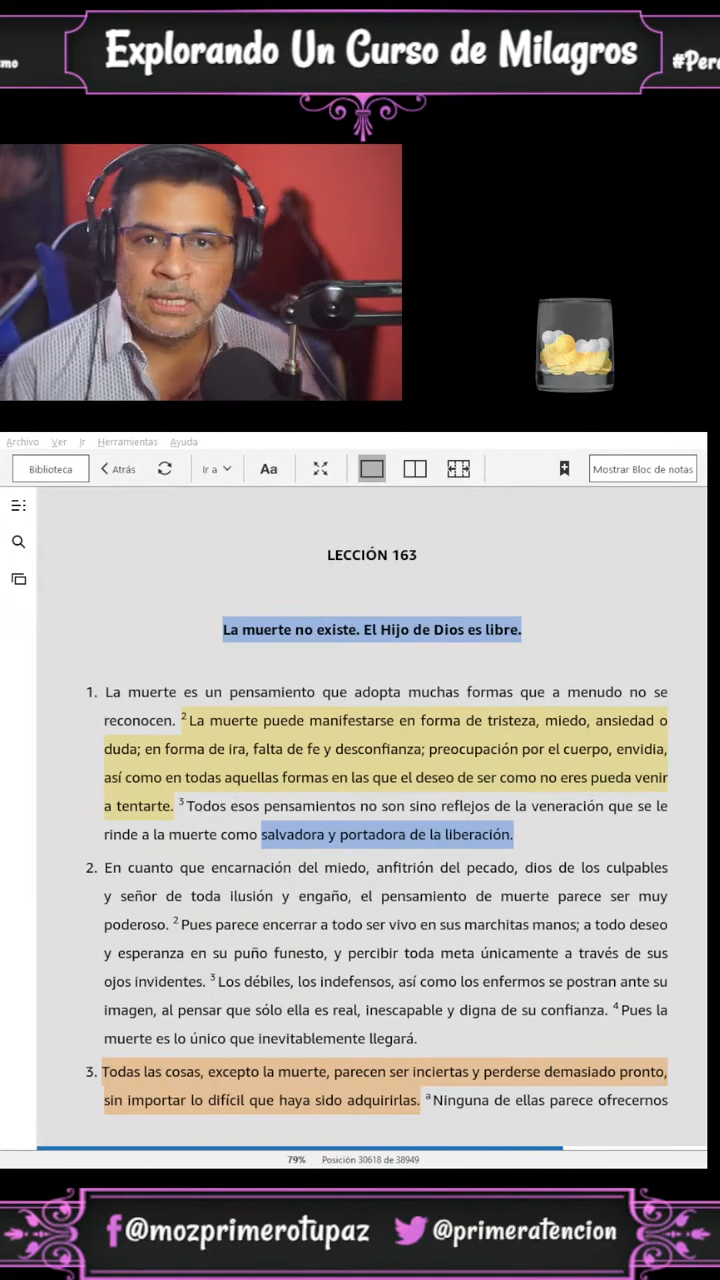 Explorando Un Curso de Milagros
Archivo Ver Ir Herramientas Ayuda
Biblioteca Atrás Ir a Aa Mostrar Bloc de notas
LECCIÓN 163
La muerte no existe. El Hijo de Dios es libre.
1. La muerte es un pensamiento que adopta muchas formas que a menudo no se
reconocen. 2 La muerte puede manifestarse en forma de tristeza, miedo, ansiedad o
duda; en forma de ira, falta de fe y desconfianza; preocupación por el cuerpo, envidia,
así como en todas aquellas formas en las que el deseo de ser como no eres pueda venir
a tentarte. 3 Todos esos pensamientos no son sino reflejos de la veneración que se le
rinde a la muerte como salvadora y portadora de la liberación.
2. En cuanto que encarnación del miedo, anfitrión del pecado, dios de los culpables
y señor de toda ilusión y engaño, el pensamiento de muerte parece ser muy
poderoso. 2 Pues parece encerrar a todo ser vivo en sus marchitas manos; a todo deseo
y esperanza en su puño funesto, y percibir toda meta únicamente a través de sus
ojos invidentes. 3 Los débiles, los indefensos, así como los enfermos se postran ante su
imagen, al pensar que sólo ella es real, inescapable y digna de su confianza. 4 Pues la
muerte es lo único que inevitablemente llegará.
3. Todas las cosas, excepto la muerte, parecen ser inciertas y perderse demasiado pronto,
sin importar lo difícil que haya sido adquirirlas. a Ninguna de ellas parece ofrecernos
79% Posición 30618 de 38949
@mozprimerotupaz @primeratencion